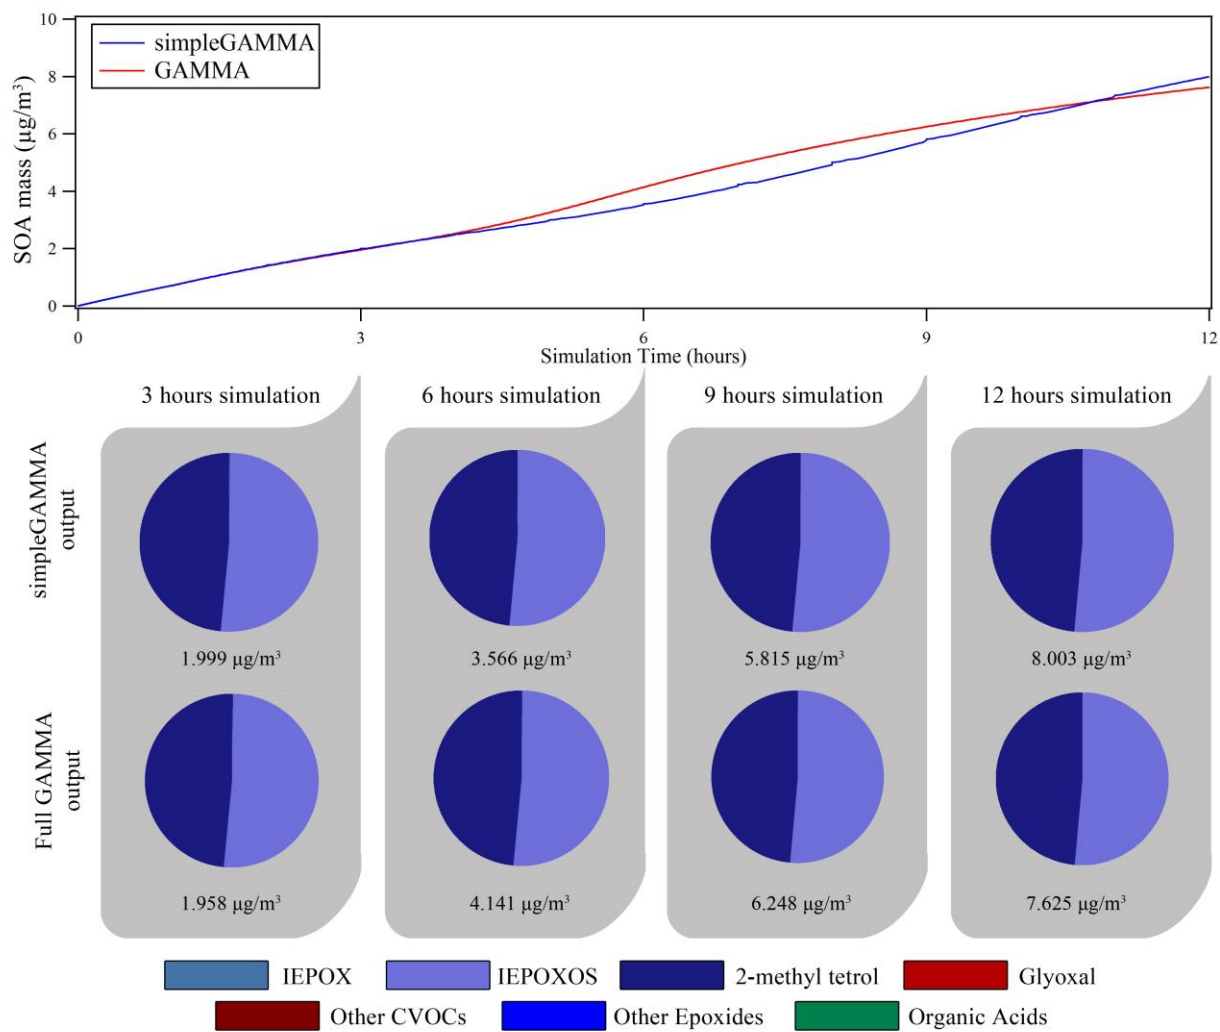 10
8
6
4
2
0
SOA mass (μg/m³)
simpleGAMMA
GAMMA
0 3 6 9 12
Simulation Time (hours)
3 hours simulation 6 hours simulation 9 hours simulation 12 hours simulation
simpleGAMMA
output
1.999 μg/m³ 3.566 μg/m³ 5.815 μg/m³ 8.003 μg/m³
Full GAMMA
output
1.958 μg/m³ 4.141 μg/m³ 6.248 μg/m³ 7.625 μg/m³
IEPOX IEPOXOS 2-methyl tetrol Glyoxal
Other CVOCs Other Epoxides Organic Acids